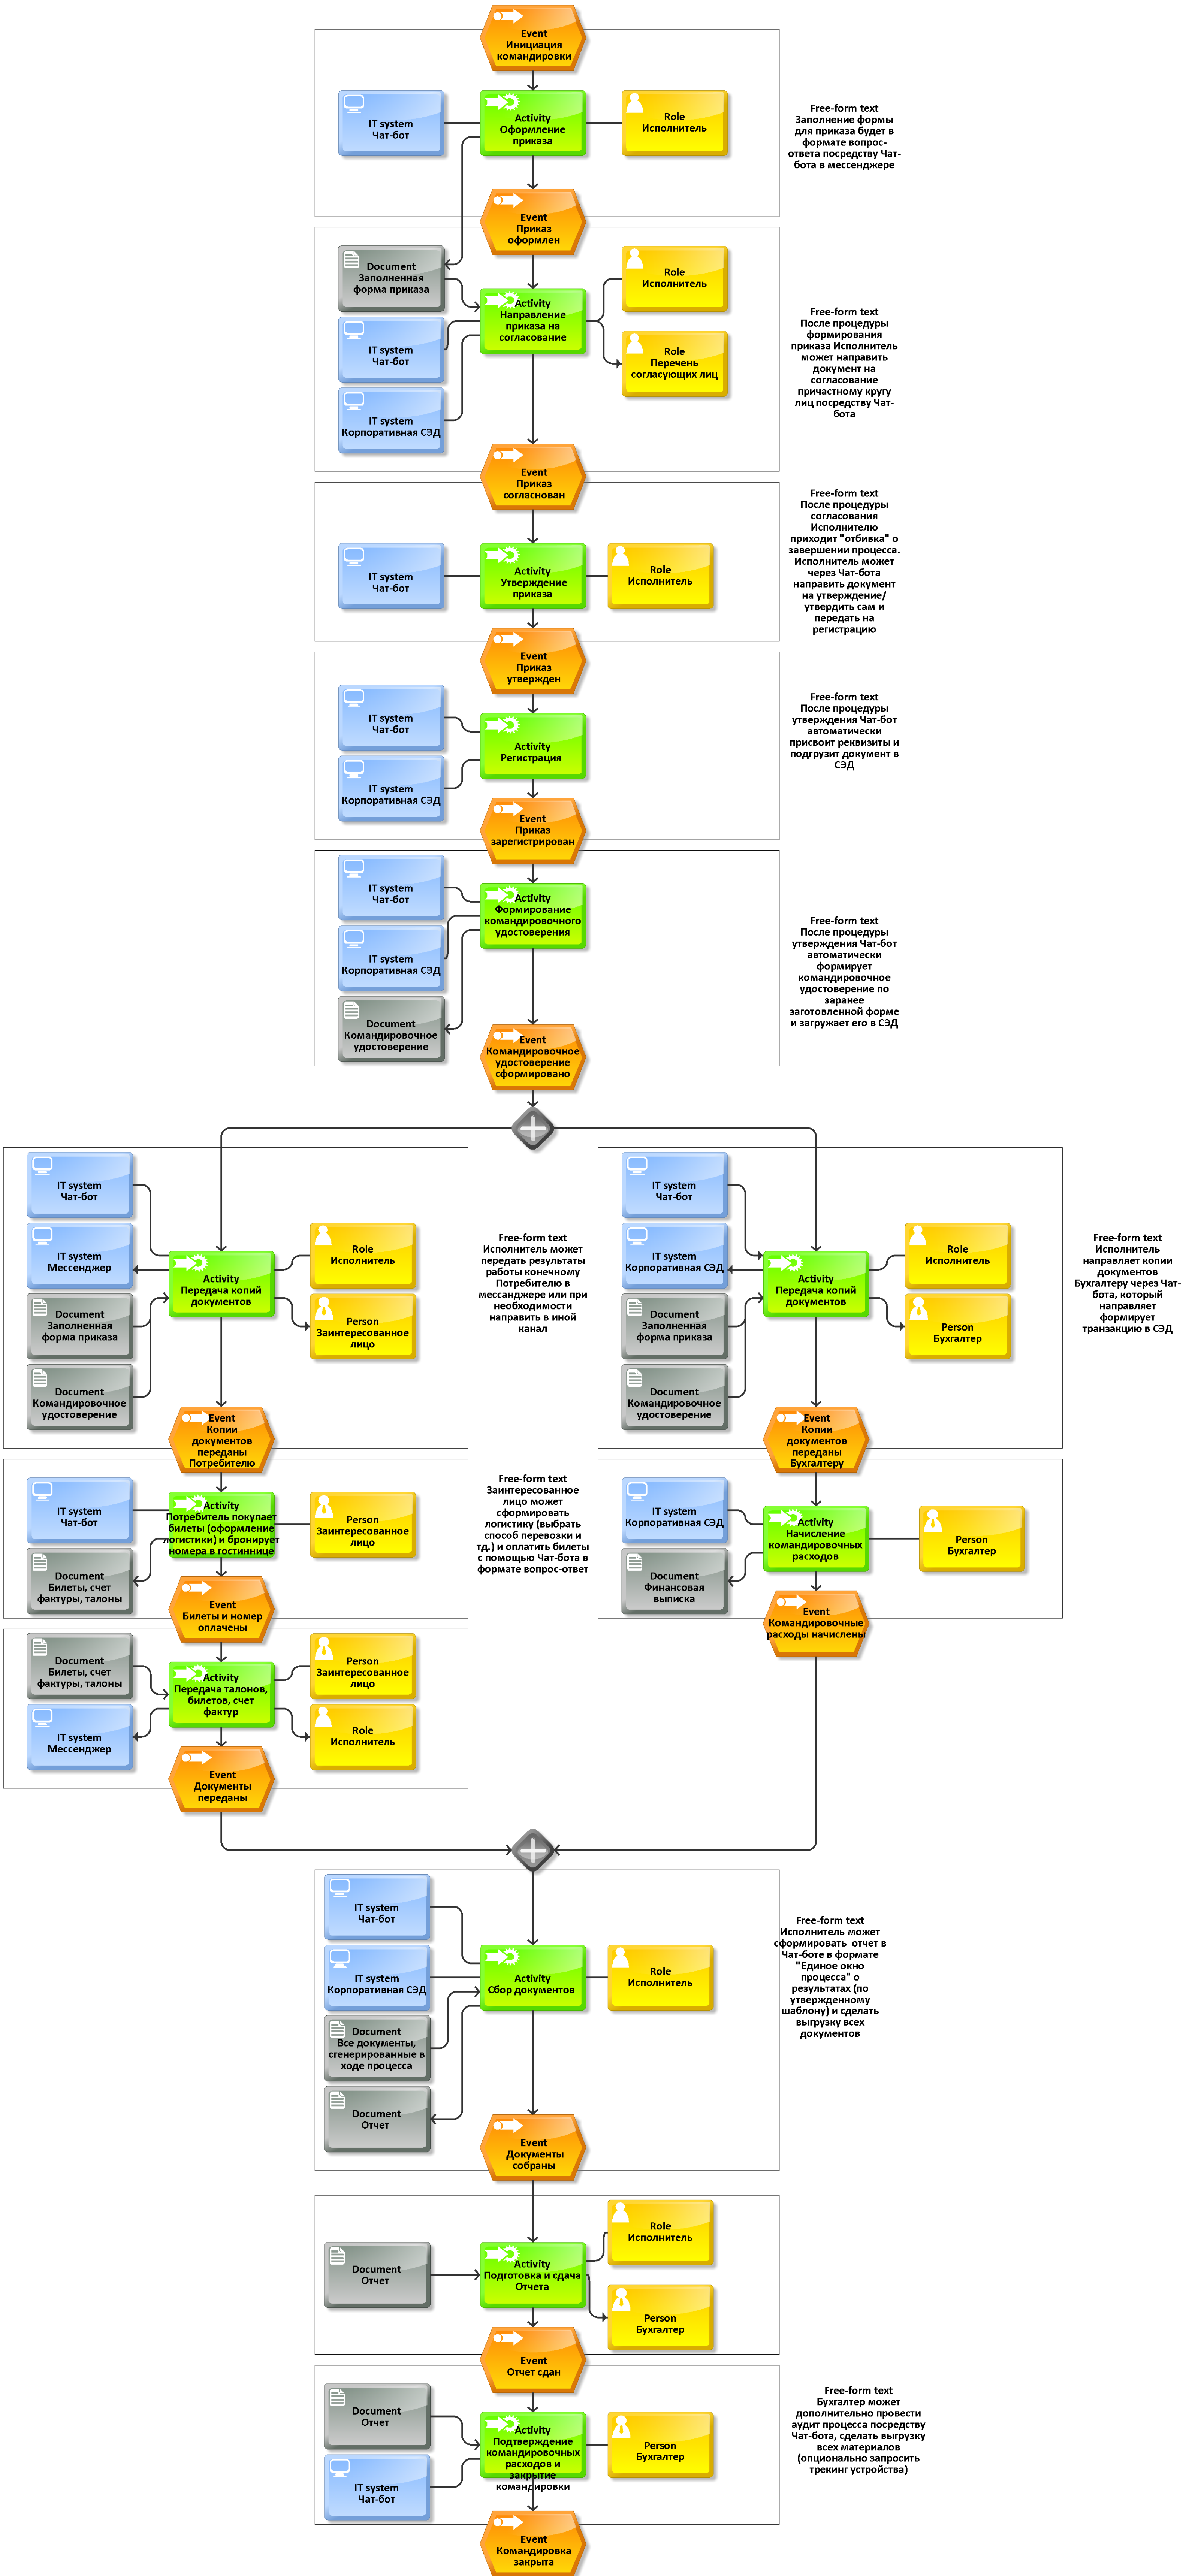 Event
Инициация
командировки
IT system
Чат-бот
Activity
Оформление
приказа
Role
Исполнитель
Free-form text
Заполнение формы
для приказа будет в
формате вопрос-
ответа посредству Чат-
бота в мессенджере
Event
Приказ
оформлен
Document
Заполненная
форма приказа
IT system
Чат-бот
IT system
Корпоративная СЭД
Activity
Направление
приказа на
согласование
Role
Исполнитель
Role
Перечень
согласующих лиц
Free-form text
После процедуры
формирования
приказа Исполнитель
может направить
документ на
согласование
причастному кругу
лиц посредству Чат-
бота
Event
Приказ
согласнован
IT system
Чат-бот
Activity
Утверждение
приказа
Role
Исполнитель
Free-form text
После процедуры
согласования
Исполнителю
приходит "отбивка" о
завершении процесса.
Исполнитель может
через Чат-бота
направить документ
на утверждение/
утвердить сам и
передать на
регистрацию
Event
Приказ
утвержден
IT system
Чат-бот
IT system
Корпоративная СЭД
Activity
Регистрация
Free-form text
После процедуры
утверждения Чат-бот
автоматически
присвоит реквизиты и
подгрузит документ в
СЭД
Event
Приказ
зарегистрирован
IT system
Чат-бот
IT system
Корпоративная СЭД
Document
Командировочное
удостоверение
Activity
Формирование
командировочного
удостоверения
Free-form text
После процедуры
утверждения Чат-бот
автоматически
формирует
командировочное
удостоверение по
заранее
заготовленной форме
и загружает его в СЭД
Event
Командировочное
удостоверение
сформировано
IT system
Чат-бот
IT system
Мессенджер
Document
Заполненная
форма приказа
Document
Командировочное
удостоверение
Activity
Передача копий
документов
Role
Исполнитель
Person
Заинтересованное
лицо
Free-form text
Исполнитель может
передать результаты
работы конечному
Потребителю в
мессанджере или при
необходимости
направить в иной
канал
Event
Копии
документов
переданы
Потребителю
IT system
Чат-бот
IT system
Корпоративная СЭД
Document
Заполненная
форма приказа
Document
Командировочное
удостоверение
Activity
Передача копий
документов
Role
Исполнитель
Person
Бухгалтер
Free-form text
Исполнитель
направляет копии
документов
Бухгалтеру через Чат-
бота, который
направляет
формирует
транзакцию в СЭД
Event
Копии
документов
переданы
Бухгалтеру
IT system
Чат-бот
Document
Билеты, счет
фактуры, талоны
Activity
Потребитель покупает
билеты (оформление
логистики) и бронирует
номера в гостиннице
Person
Заинтересованное
лицо
Free-form text
Заинтересованное
лицо может
сформировать
логистику (выбрать
способ перевозки и
тд.) и оплатить билеты
с помощью Чат-бота в
формате вопрос-ответ
Event
Билеты и номер
оплачены
IT system
Корпоративная СЭД
Document
Финансовая
выписка
Activity
Начисление
командировочных
расходов
Person
Бухгалтер
Event
Командировочные
расходы начислены
Document
Билеты, счет
фактуры, талоны
IT system
Мессенджер
Activity
Передача талонов,
билетов, счет
фактур
Person
Заинтересованное
лицо
Role
Исполнитель
Event
Документы
переданы
IT system
Чат-бот
IT system
Корпоративная СЭД
Document
Все документы,
сгенерированные в
ходе процесса
Document
Отчет
Activity
Сбор документов
Role
Исполнитель
Free-form text
Исполнитель может
сформировать отчет в
Чат-боте в формате
"Единое окно
процесса" о
результатах (по
утвержденному
шаблону) и сделать
выгрузку всех
документов
Event
Документы
собраны
Document
Отчет
Activity
Подготовка и сдача
Отчета
Role
Исполнитель
Person
Бухгалтер
Event
Отчет сдан
Document
Отчет
IT system
Чат-бот
Activity
Подтверждение
командировочных
расходов и
закрытие
командировки
Person
Бухгалтер
Free-form text
Бухгалтер может
дополнительно провести
аудит процесса посредству
Чат-бота, сделать выгрузку
всех материалов
(опционально запросить
трекинг устройства)
Event
Командировка
закрыта